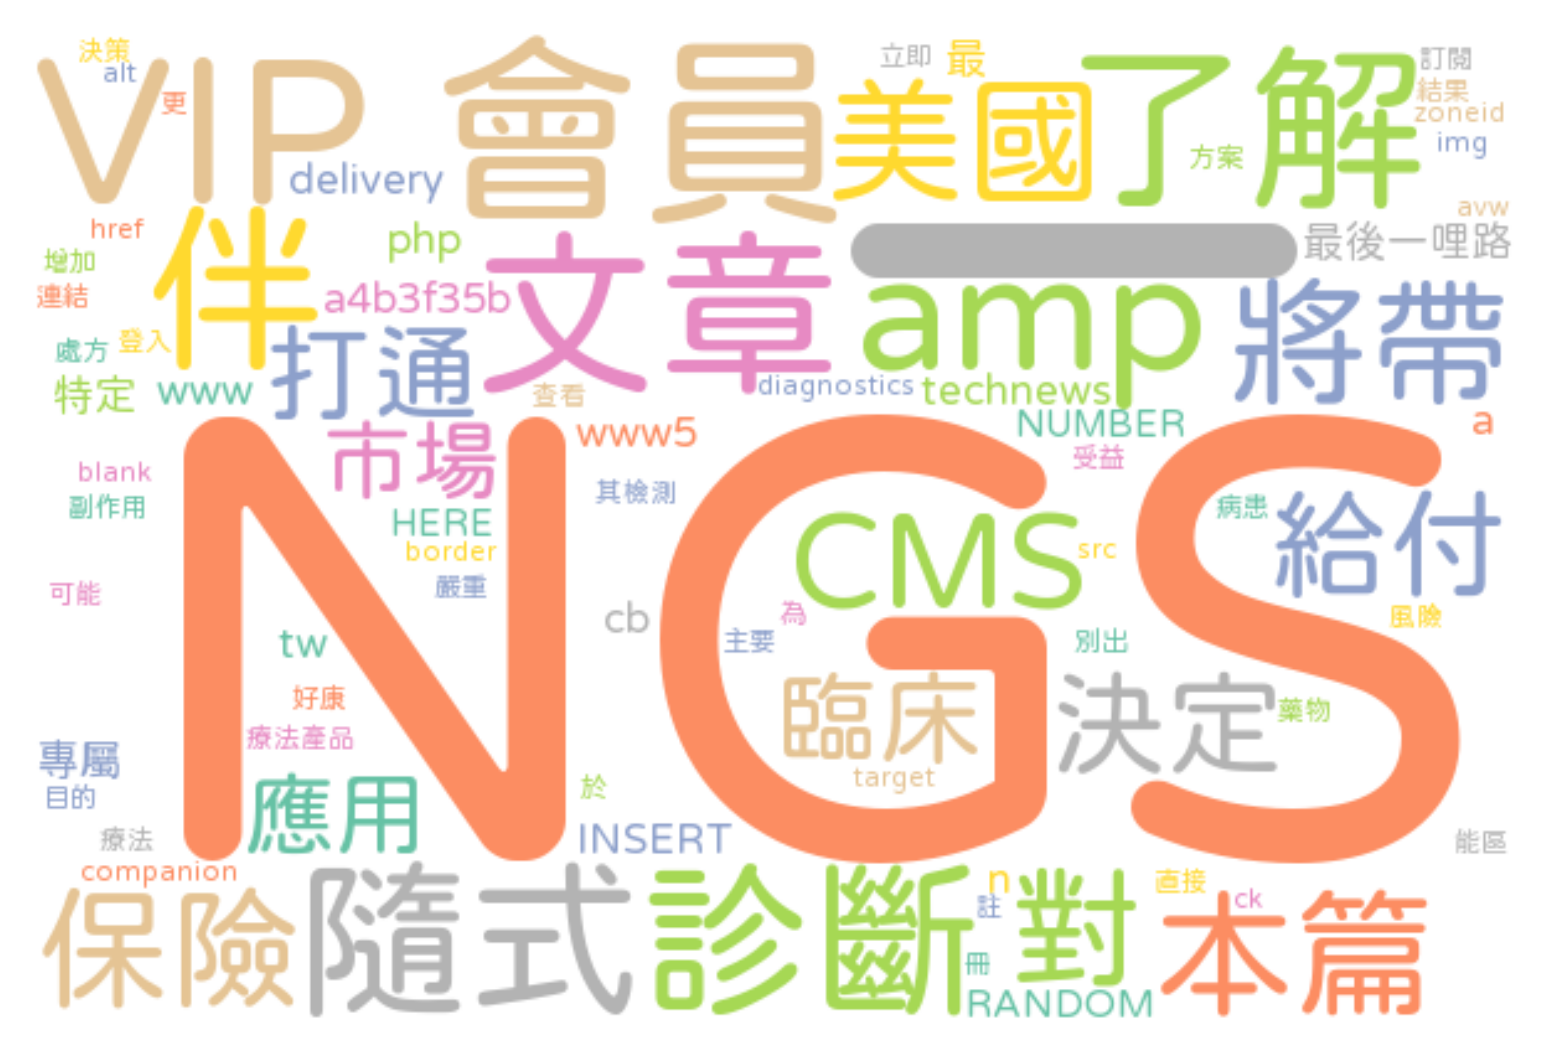 決策
立即
最
訂閱
alt
VIP
會員
美國
了解
更
結果
zoneid
方案
img
delivery
avw
href
伴
php
文章
一
最後一哩路
增加
連結
a4b3f35b
amp
將帶
處方
登入
打通
特定
www
查看
diagnostics
technews
市場
www5
NUMBER
a
受益
blank
其檢測
NGS
副作用
HERE
CMS
病患
給付
border
src
嚴重
可能
cb
為
風險
tw
主要
別出
好康
臨床
決定
藥物
療法產品
專屬
target
目的
應用
於
療法
INSERT
能區
companion
保險
隨式
診斷
n
對
直接
本篇
註
ck
冊
RANDOM